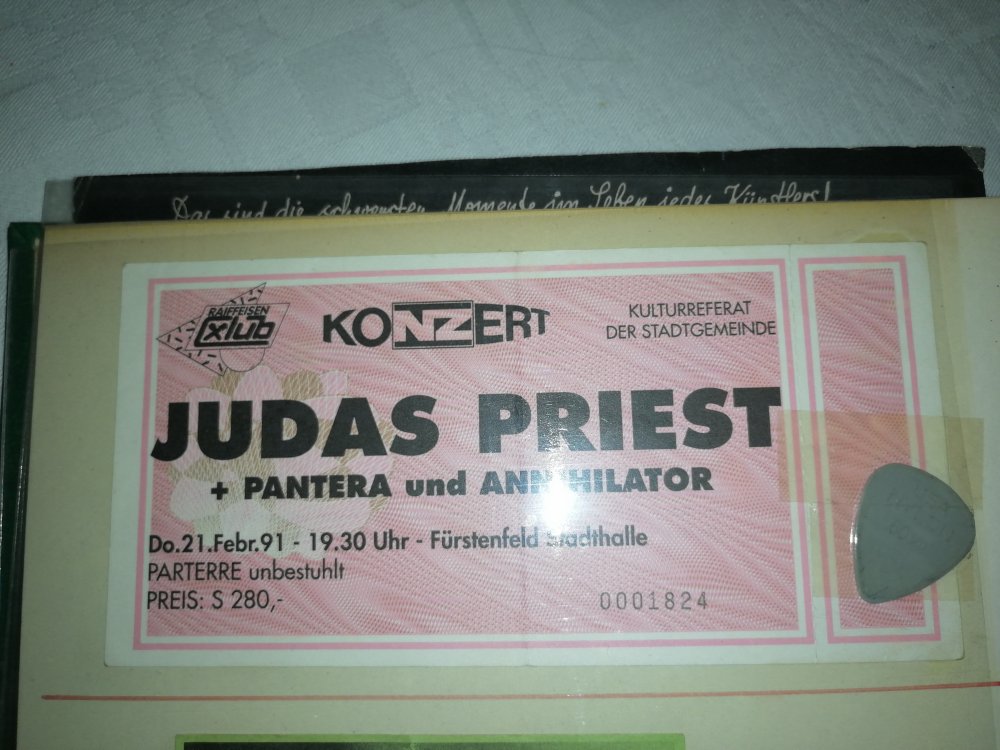 Das sind die schwersten Momente im Leben jedes Künstlers!
RAIFFEISEN
Club
KONZERT
KULTURREFERAT
DER STADTGEMEINDE
JUDAS PRIEST
+ PANTERA und ANNIHILATOR
Do.21.Febr.91 - 19.30 Uhr - Fürstenfeld Stadthalle
PARTERRE unbestuhlt
PREIS: S 280,-
0001824